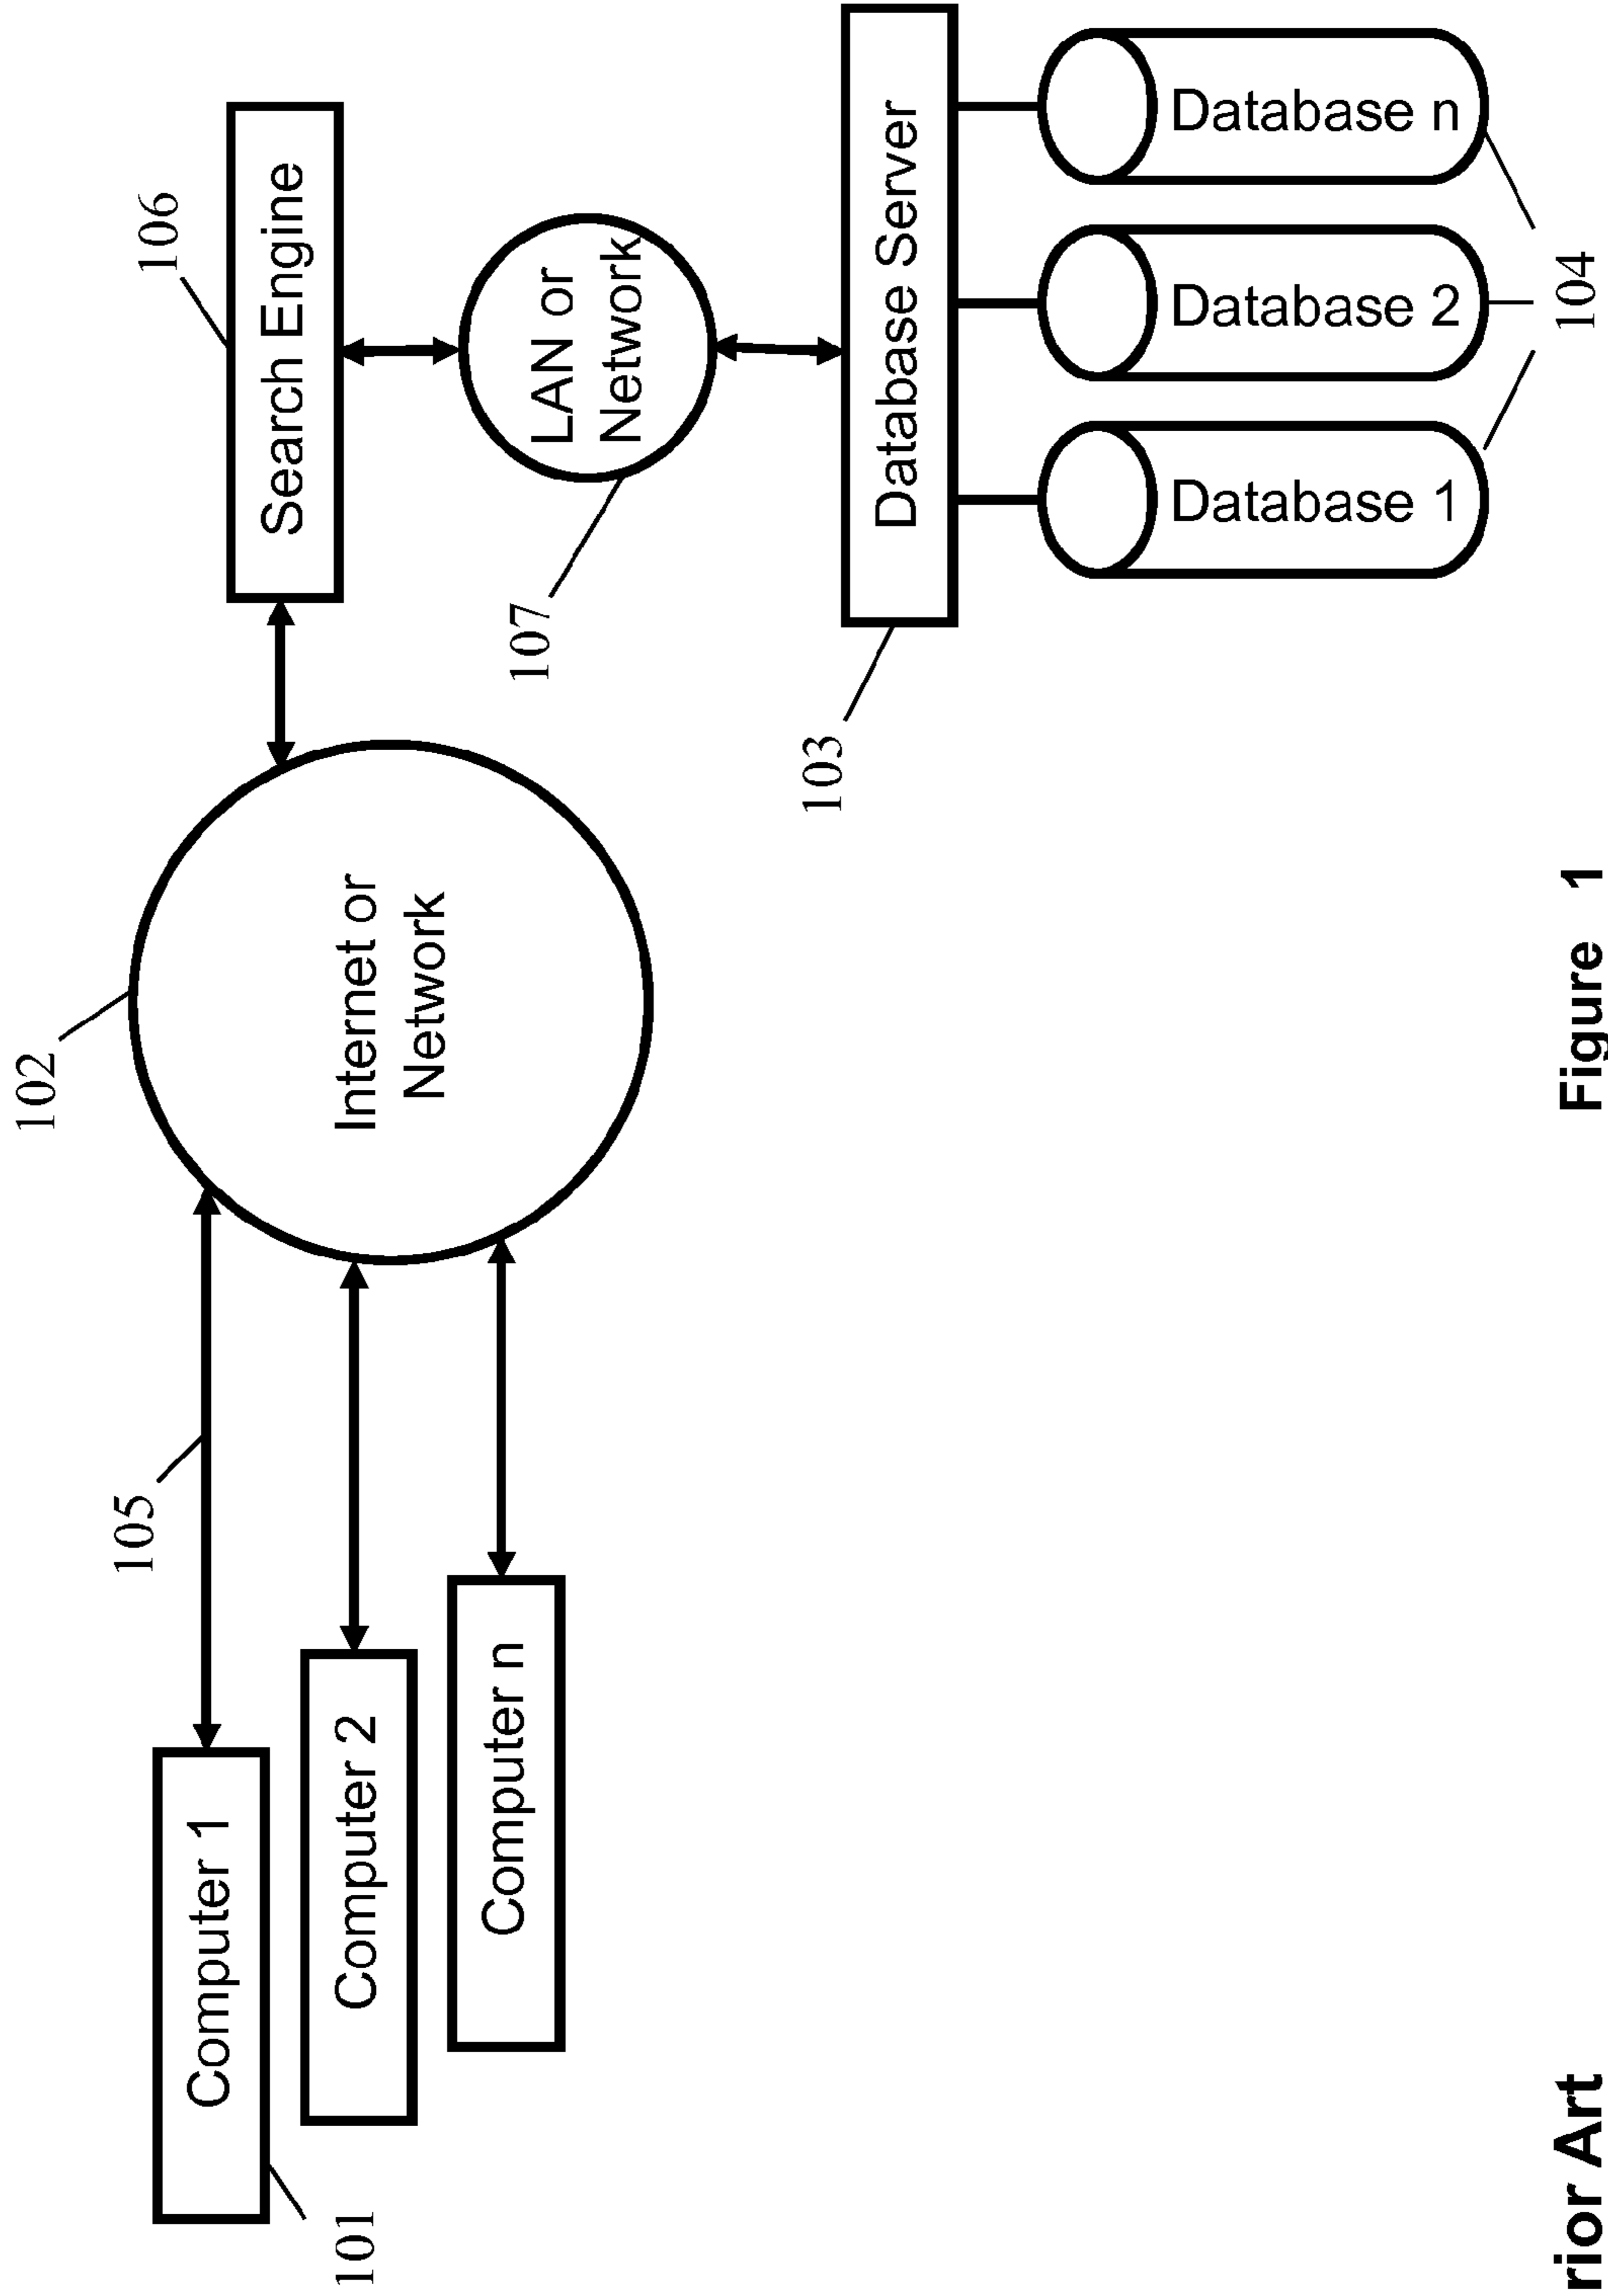 102
106
105
Search Engine
Computer 1
101
Internet or
Network
LAN or
Network
Computer 2
107
Computer n
103
Database Server
Database 1
Database 2
Database n
104
rior Art
Figure 1